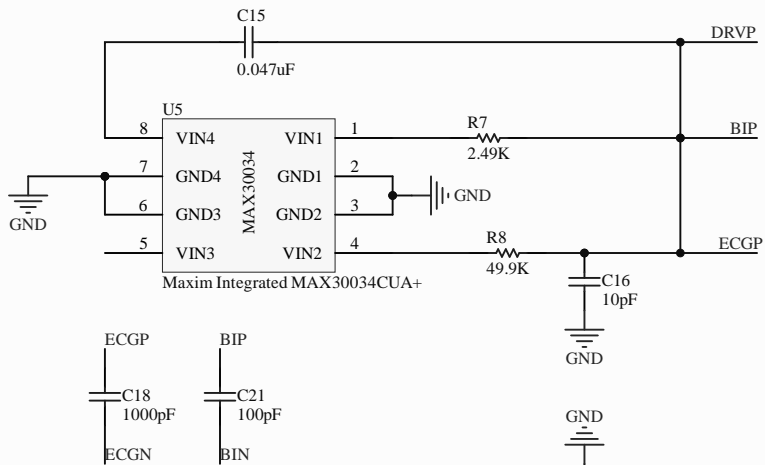 C15
DRVP
0.047uF
U5
8 VIN4 VIN1 1
R7
2.49K
BIP
7 GND4 GND1 2
MAX30034
GND
GND
6 GND3 GND2 3
5 VIN3 VIN2 4
R8
49.9K
ECGP
Maxim Integrated MAX30034CUA+
C16
10pF
GND
ECGP
BIP
C18
1000pF
C21
100pF
GND
ECGN
BIN